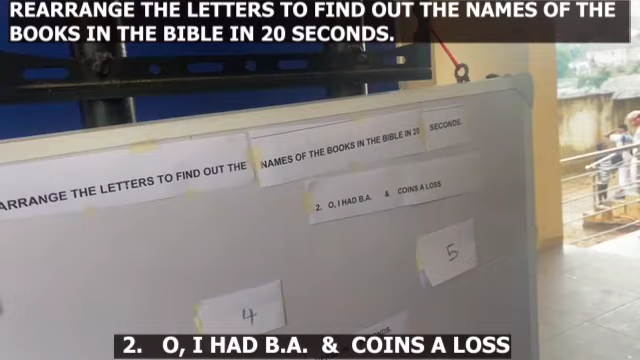 REARRANGE THE LETTERS TO FIND OUT THE NAMES OF THE
BOOKS IN THE BIBLE IN 20 SECONDS.
ARRANGE THE LETTERS TO FIND OUT THE NAMES OF THE BOOKS IN THE BIBLE IN 20 SECONDS.
2. O, I HAD B.A. & COINS A LOSS
5
4
2. O, I HAD B.A. & COINS A LOSS